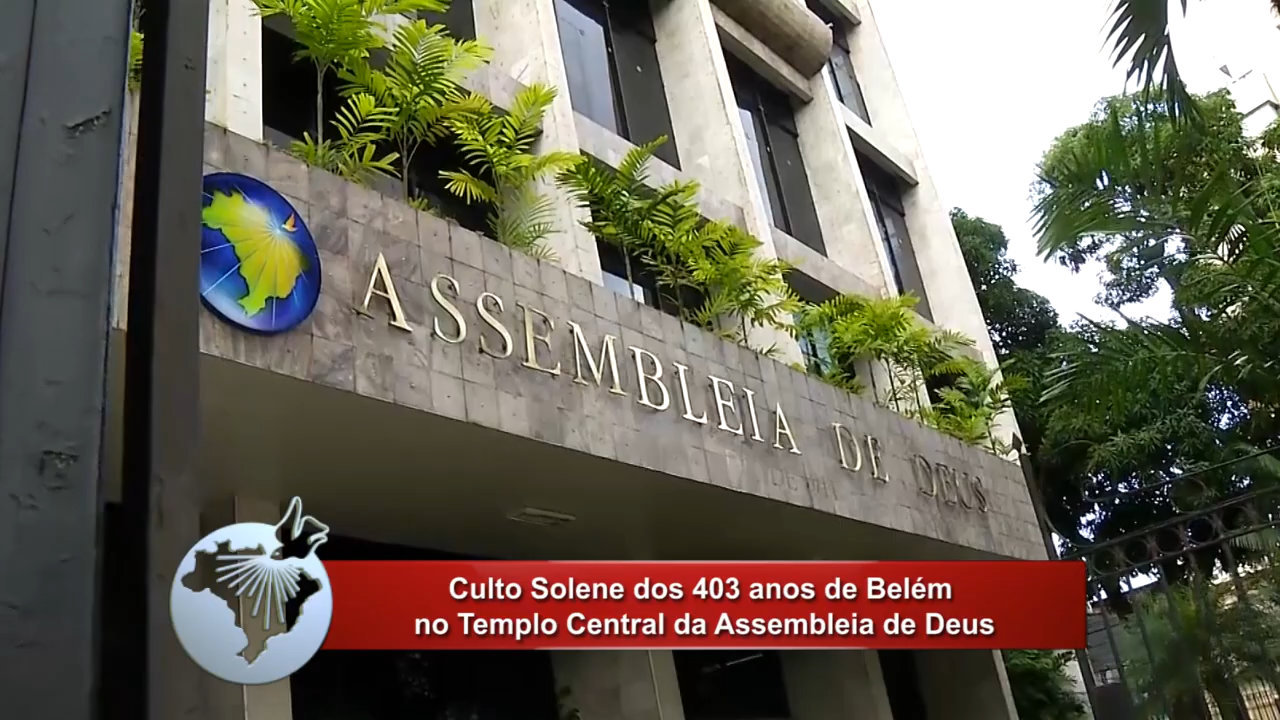 ASSEMBLEIA DE DEUS
Culto Solene dos 403 anos de Belém
no Templo Central da Assembleia de Deus